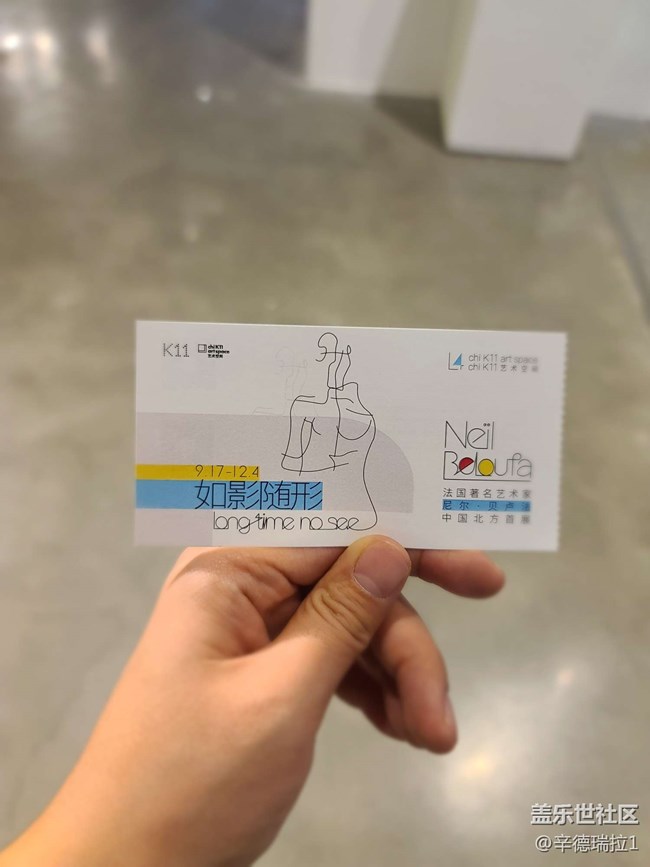 K11
chi K11
art space
艺术空间
chi K11 art space
chi K11 艺术空间
Neïl
Beloufa
法国著名艺术家
尼尔·贝卢法
中国北方首展
9.17-12.4
如影随形
long time no see
盖乐世社区
@辛德瑞拉1